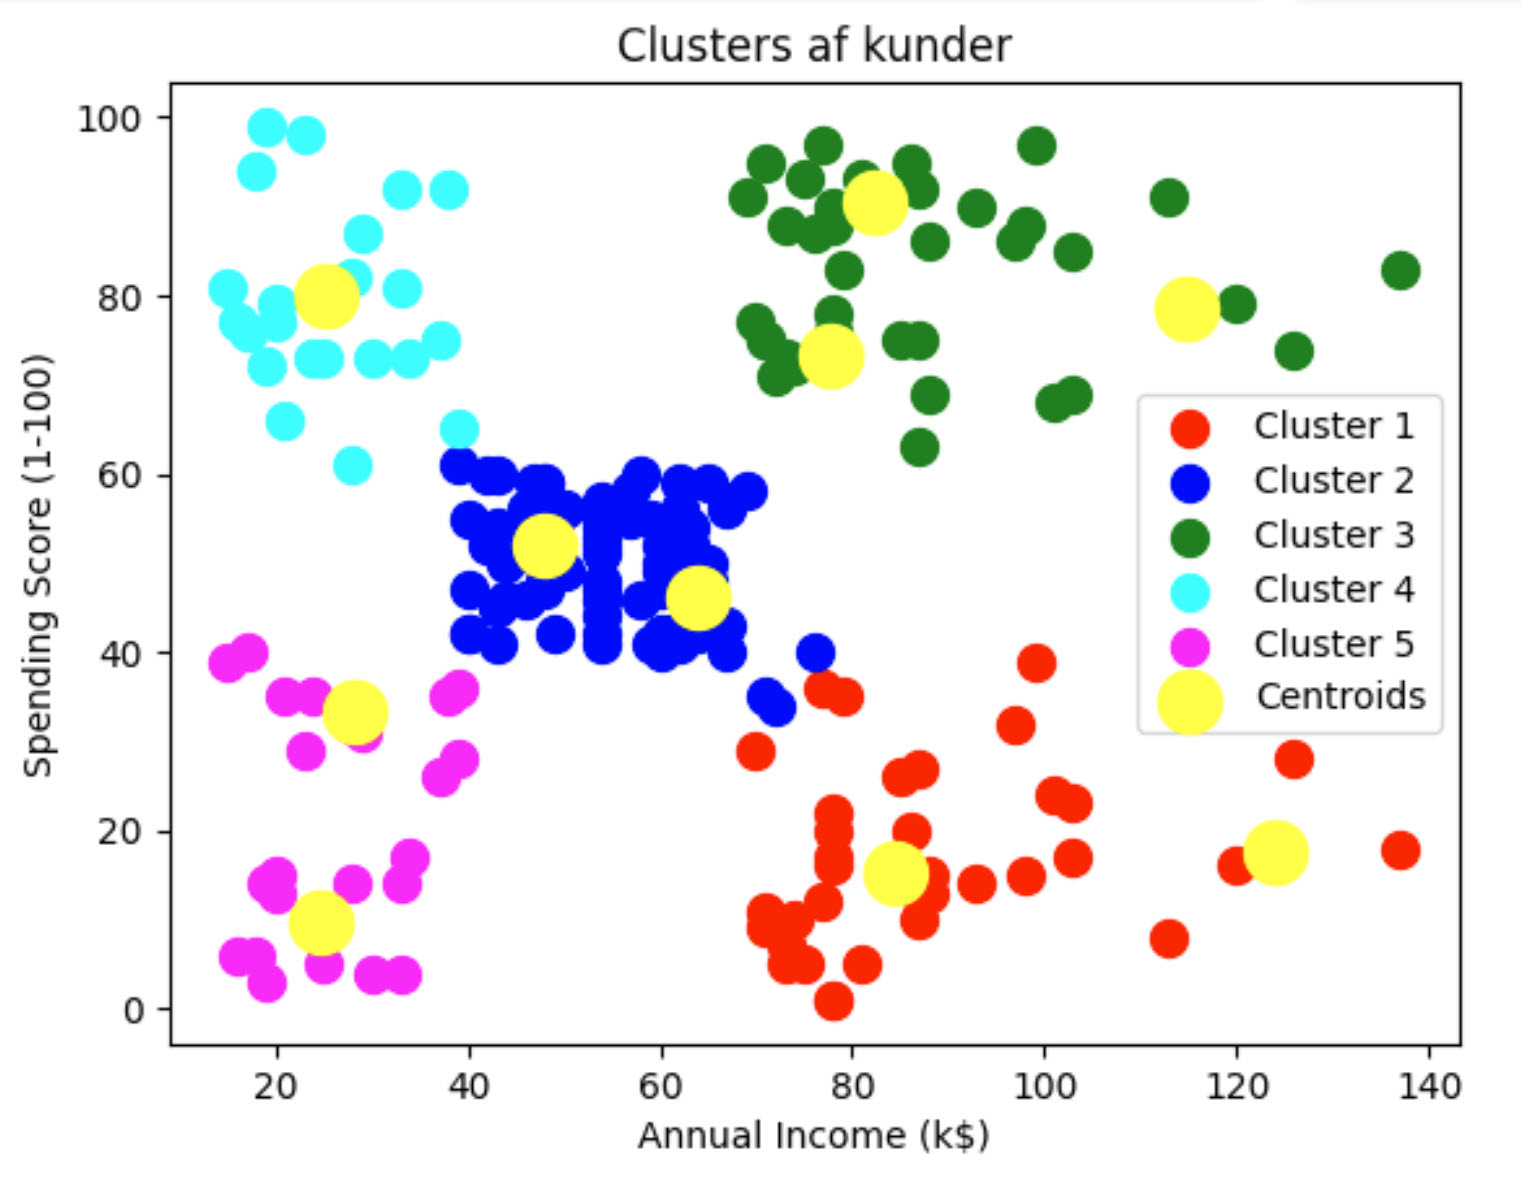 Clusters af kunder
100
80
60
40
20
0
Spending Score (1-100)
Cluster 1
Cluster 2
Cluster 3
Cluster 4
Cluster 5
Centroids
20 40 60 80 100 120 140
Annual Income (k$)